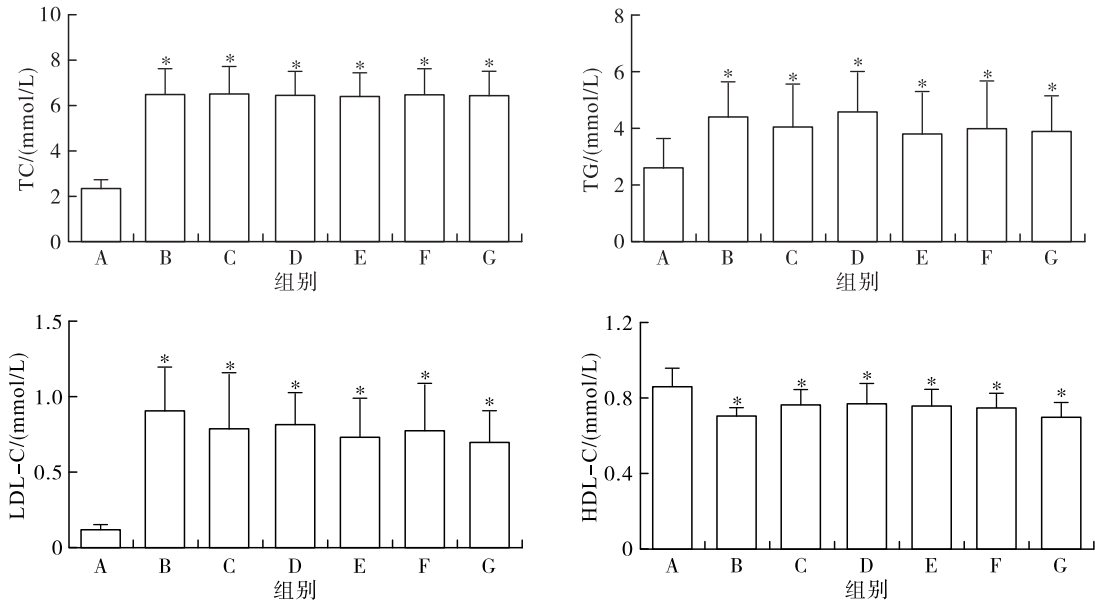 TC/(mmol/L)
10
8
6
4
2
0
* * * * * *
A B C D E F G
组别
TG/(mmol/L)
8
6
4
2
0
* * * * * *
A B C D E F G
组别
LDL-C/(mmol/L)
1.5
1.0
0.5
0
* * * * * *
A B C D E F G
组别
HDL-C/(mmol/L)
1.2
0.8
0.4
0
* * * * * *
A B C D E F G
组别